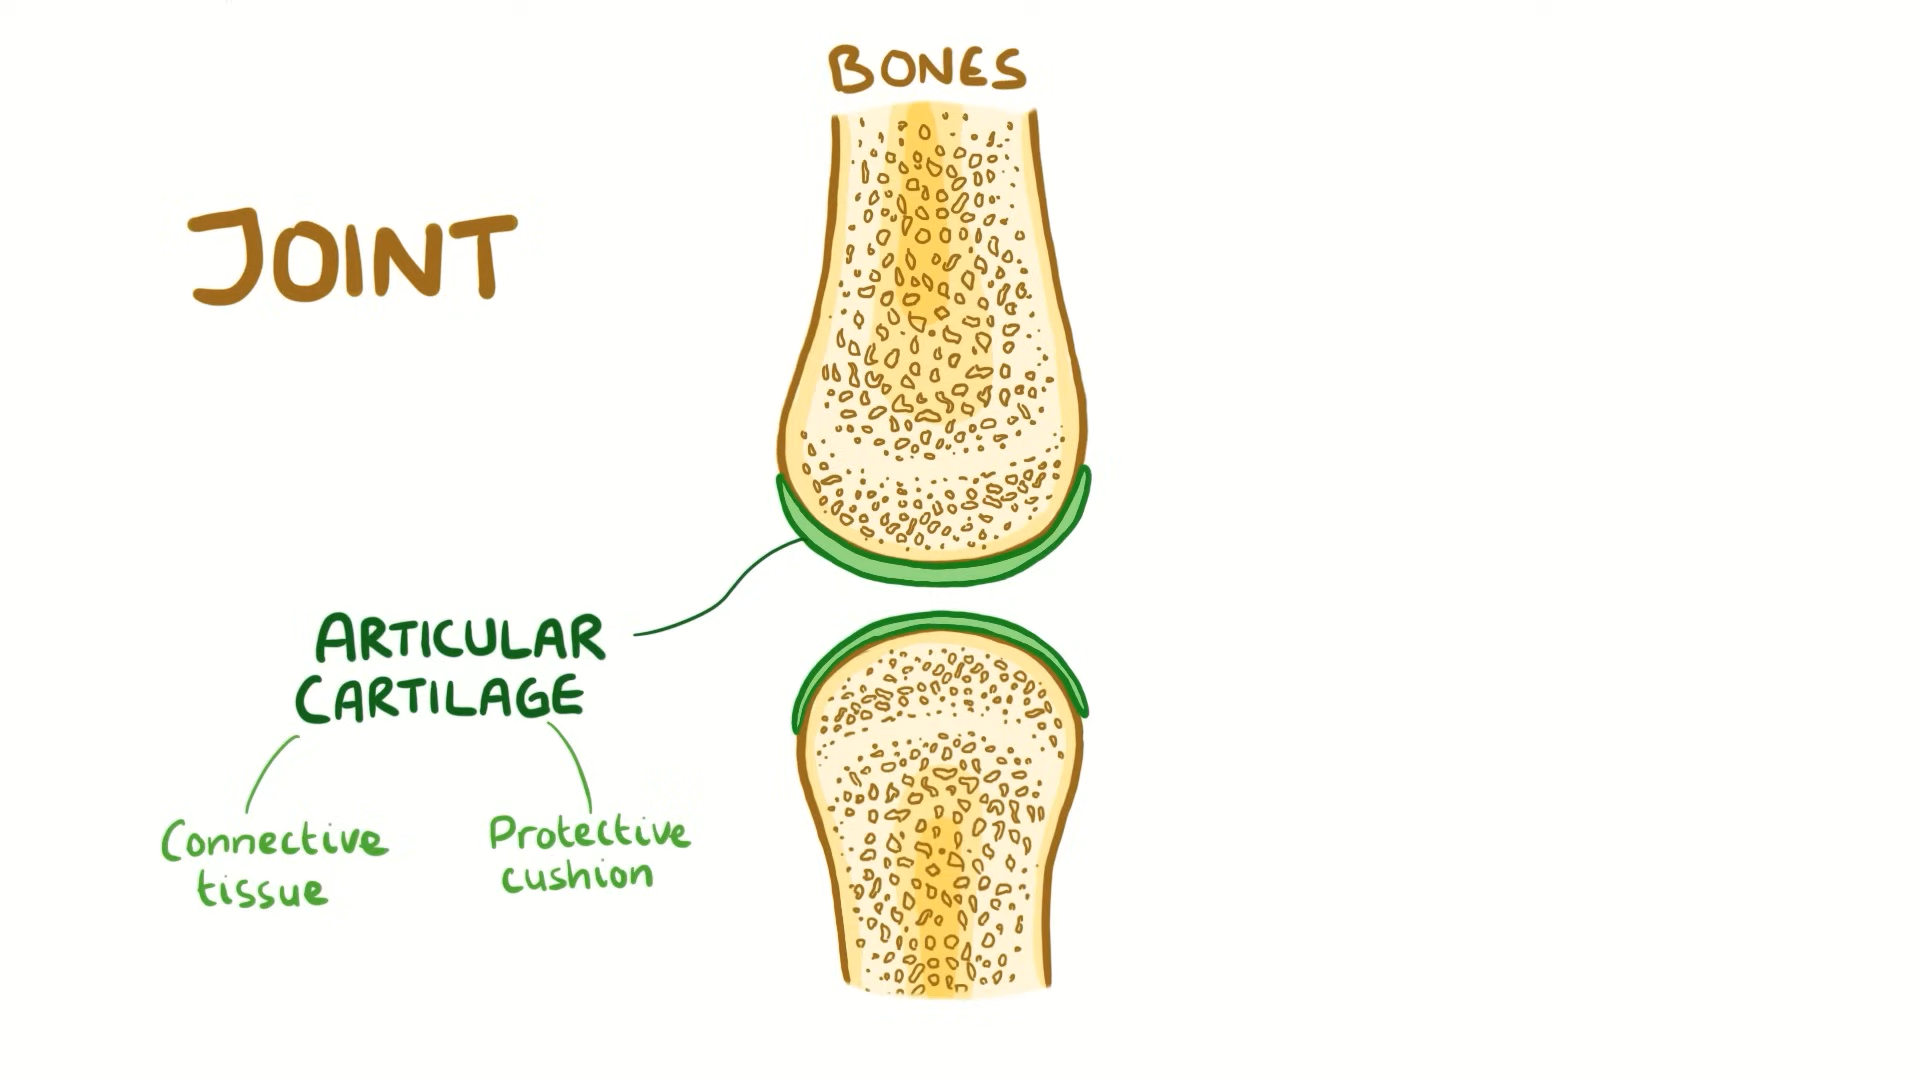 BONES
JOINT
ARTICULAR
CARTILAGE
Connective
tissue
Protective
cushion